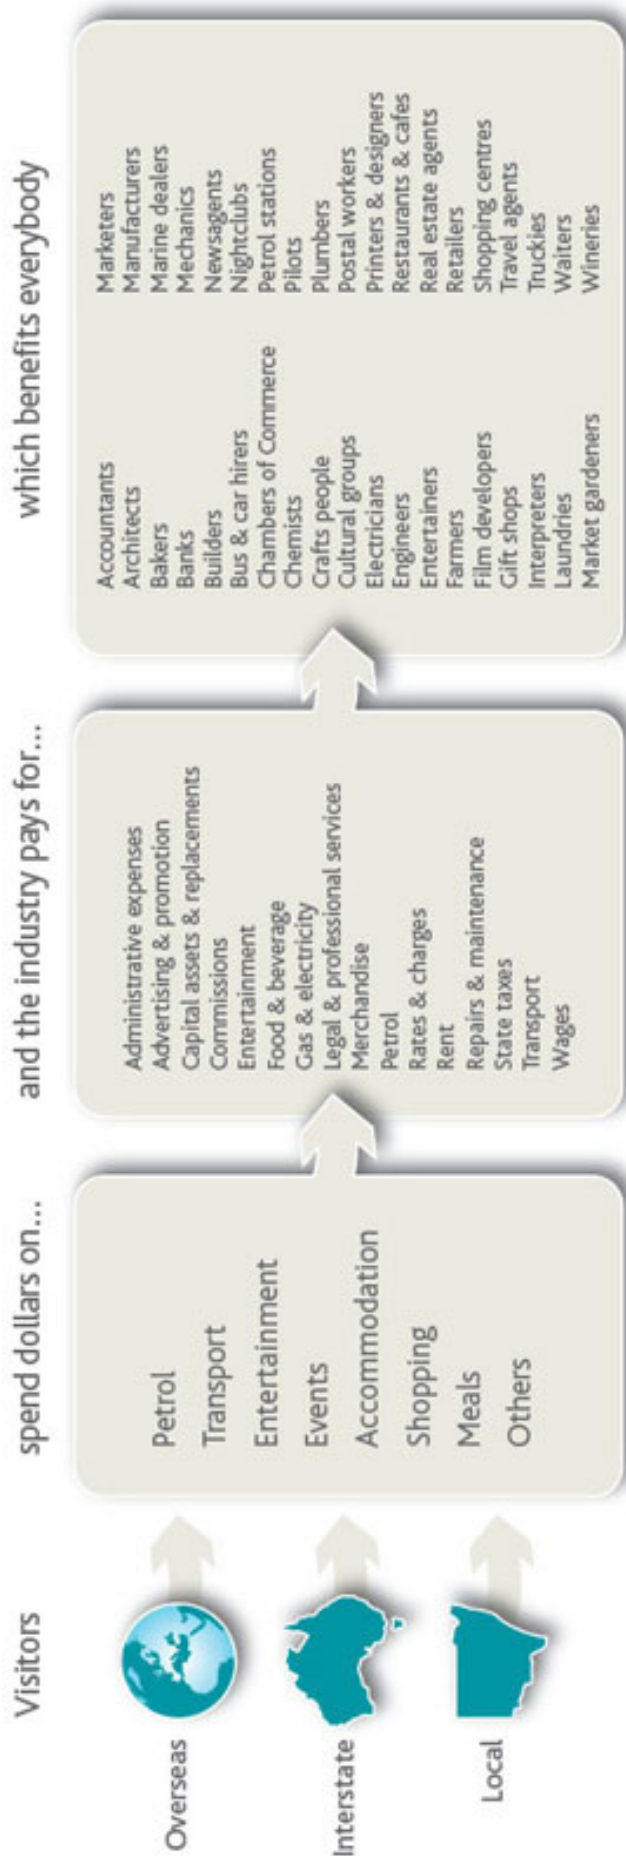 Visitors
Overseas
Interstate
Local
spend dollars on...
Petrol
Transport
Entertainment
Events
Accommodation
Shopping
Meals
Others
and the industry pays for...
Administrative expenses
Advertising & promotion
Capital assets & replacements
Commissions
Entertainment
Food & beverage
Gas & electricity
Legal & professional services
Merchandise
Petrol
Rates & charges
Rent
Repairs & maintenance
State taxes
Transport
Wages
which benefits everybody
Accountants
Architects
Bakers
Banks
Builders
Bus & car hirers
Chambers of Commerce
Chemists
Crafts people
Cultural groups
Electricians
Engineers
Entertainers
Farmers
Film developers
Gift shops
Interpreters
Laundries
Market gardeners
Marketers
Manufacturers
Marine dealers
Mechanics
Newsagents
Nightclubs
Petrol stations
Pilots
Plumbers
Postal workers
Printers & designers
Restaurants & cafes
Real estate agents
Retailers
Shopping centres
Travel agents
Truckies
Waiters
Wineries